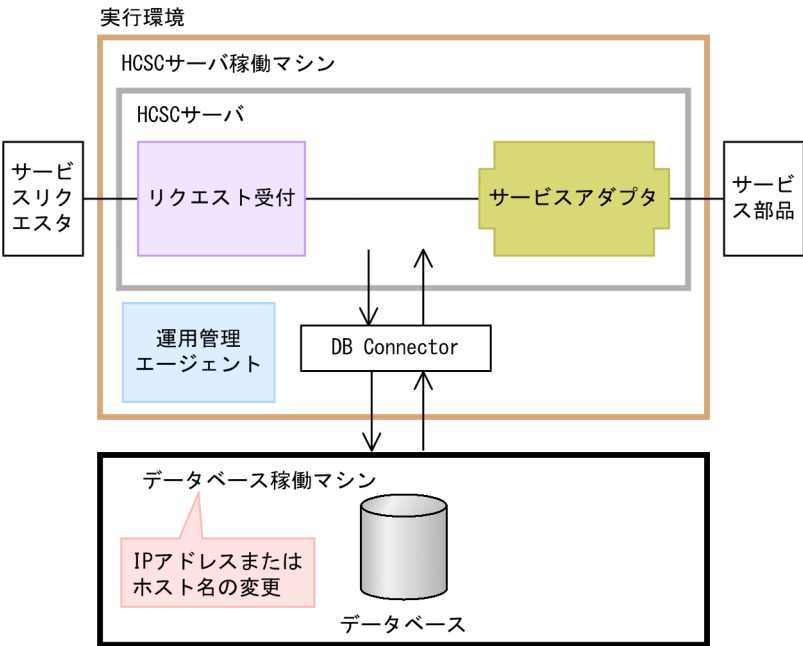 実行環境
HCSCサーバ稼働マシン
HCSCサーバ
サービ
スリク
エスタ
リクエスト受付
サービスアダプタ
サービ
ス部品
運用管理
エージェント
DB Connector
データベース稼働マシン
IPアドレスまたは
ホスト名の変更
データベース